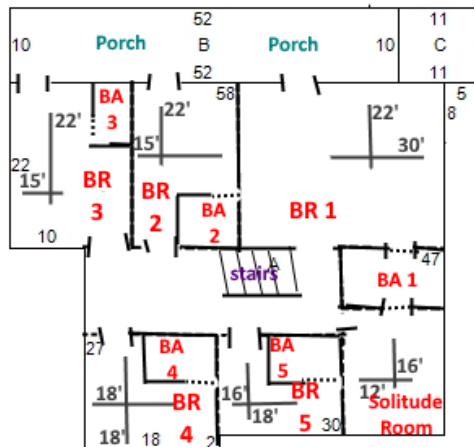 52
11
10
Porch
B
Porch
10
C
52
11
58
5
8
BA
3
22'
22'
22'
15'
30'
22
15'
BR
3
BR
2
BA
2
BR 1
10
A
47
stairs
BA 1
27
BA
4
BA
5
18'
16'
16'
12'
BR
4
18'
BR
5
Solitude
Room
18'
18
2
30